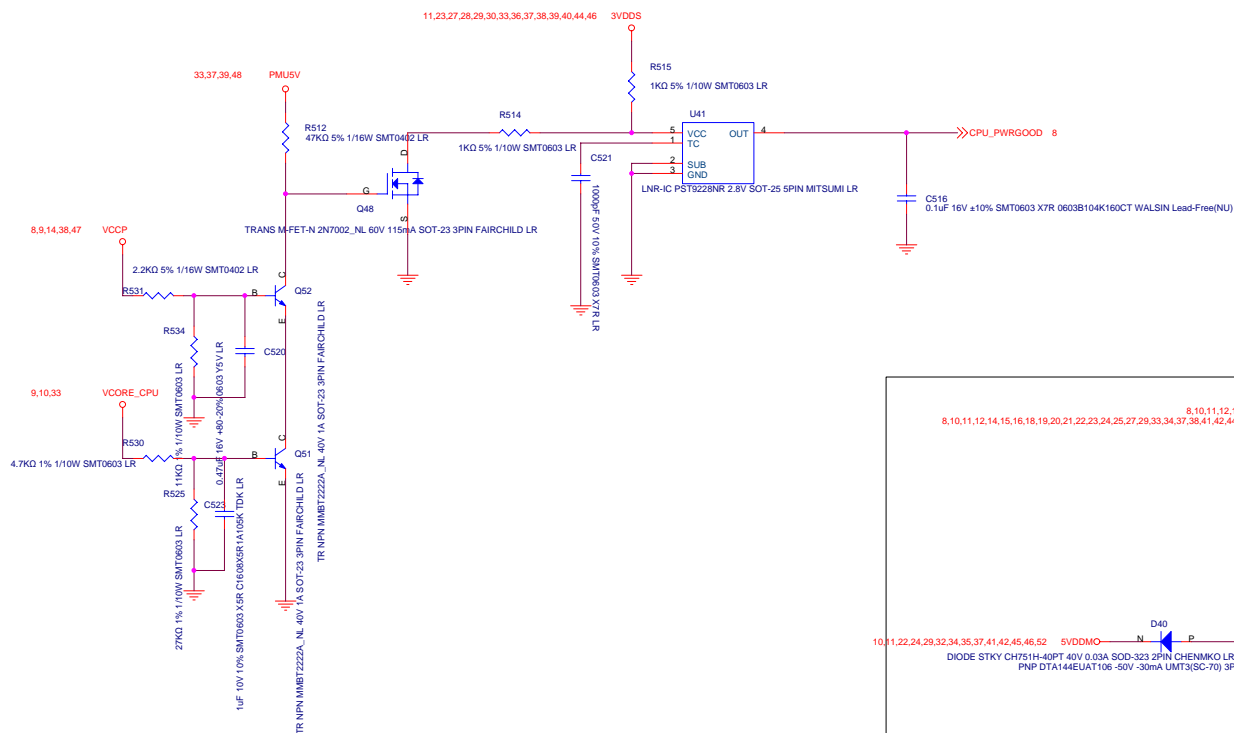 11,23,27,28,29,30,33,36,37,38,39,40,44,46 3VDDS
R515
1KΩ 5% 1/10W SMT0603 LR
33,37,39,48 PMU5V
R512
47KΩ 5% 1/16W SMT0402 LR
R514
1KΩ 5% 1/10W SMT0603 LR
U41
5 VCC OUT 4
1 TC
2 SUB
3 GND
LNR-IC PST9228NR 2.8V SOT-25 5PIN MITSUMI LR
CPU_PWRGOOD 8
C521
1000pF 50V 10% SMT0603 X7R LR
C516
0.1uF 16V ±10% SMT0603 X7R 0603B104K160CT WALSIN Lead-Free(NU)
D
G
S
Q48
TRANS M-FET-N 2N7002_NL 60V 115mA SOT-23 3PIN FAIRCHILD LR
8,9,14,38,47 VCCP
2.2KΩ 5% 1/16W SMT0402 LR
R531
B
C
E
Q52
TR NPN MMBT2222A_NL 40V 1A SOT-23 3PIN FAIRCHILD LR
R534
11KΩ 1% 1/10W SMT0603 LR
C520
0.47uF 16V +80-20% 0603 Y5V LR
9,10,33 VCORE_CPU
R530
4.7KΩ 1% 1/10W SMT0603 LR
B
C
E
Q51
TR NPN MMBT2222A_NL 40V 1A SOT-23 3PIN FAIRCHILD LR
R525
27KΩ 1% 1/10W SMT0603 LR
C523
1uF 10V 10% SMT0603 X5R C1608X5R1A105K TDK LR
8,10,11,12,1
8,10,11,12,14,15,16,18,19,20,21,22,23,24,25,27,29,33,34,37,38,41,42,44
10,11,22,24,29,32,34,35,37,41,42,45,46,52 5VDDM
D40
N P
DIODE STKY CH751H-40PT 40V 0.03A SOD-323 2PIN CHENMKO LR
PNP DTA144EUAT106 -50V -30mA UMT3(SC-70) 3P